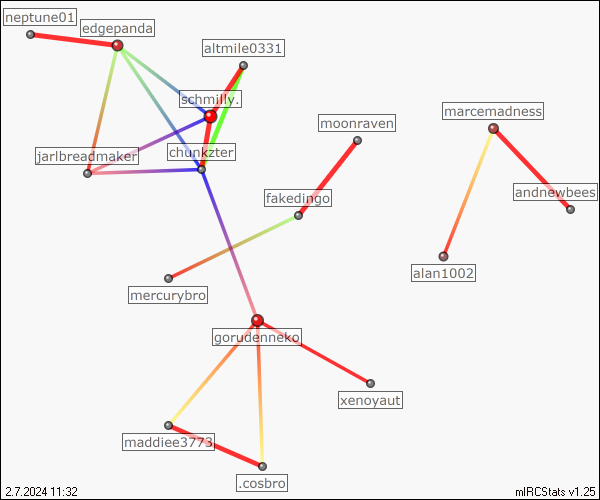 neptune01
edgepanda
altmile0331
schmilly.
marcemadness
moonraven
chunkzter
jarlbreadmaker
andnewbees
fakedingo
alan1002
mercurybro
gorudenneko
xenoyaut
maddiee3773
.cosbro
2.7.2024 11:32
mIRCStats v1.25